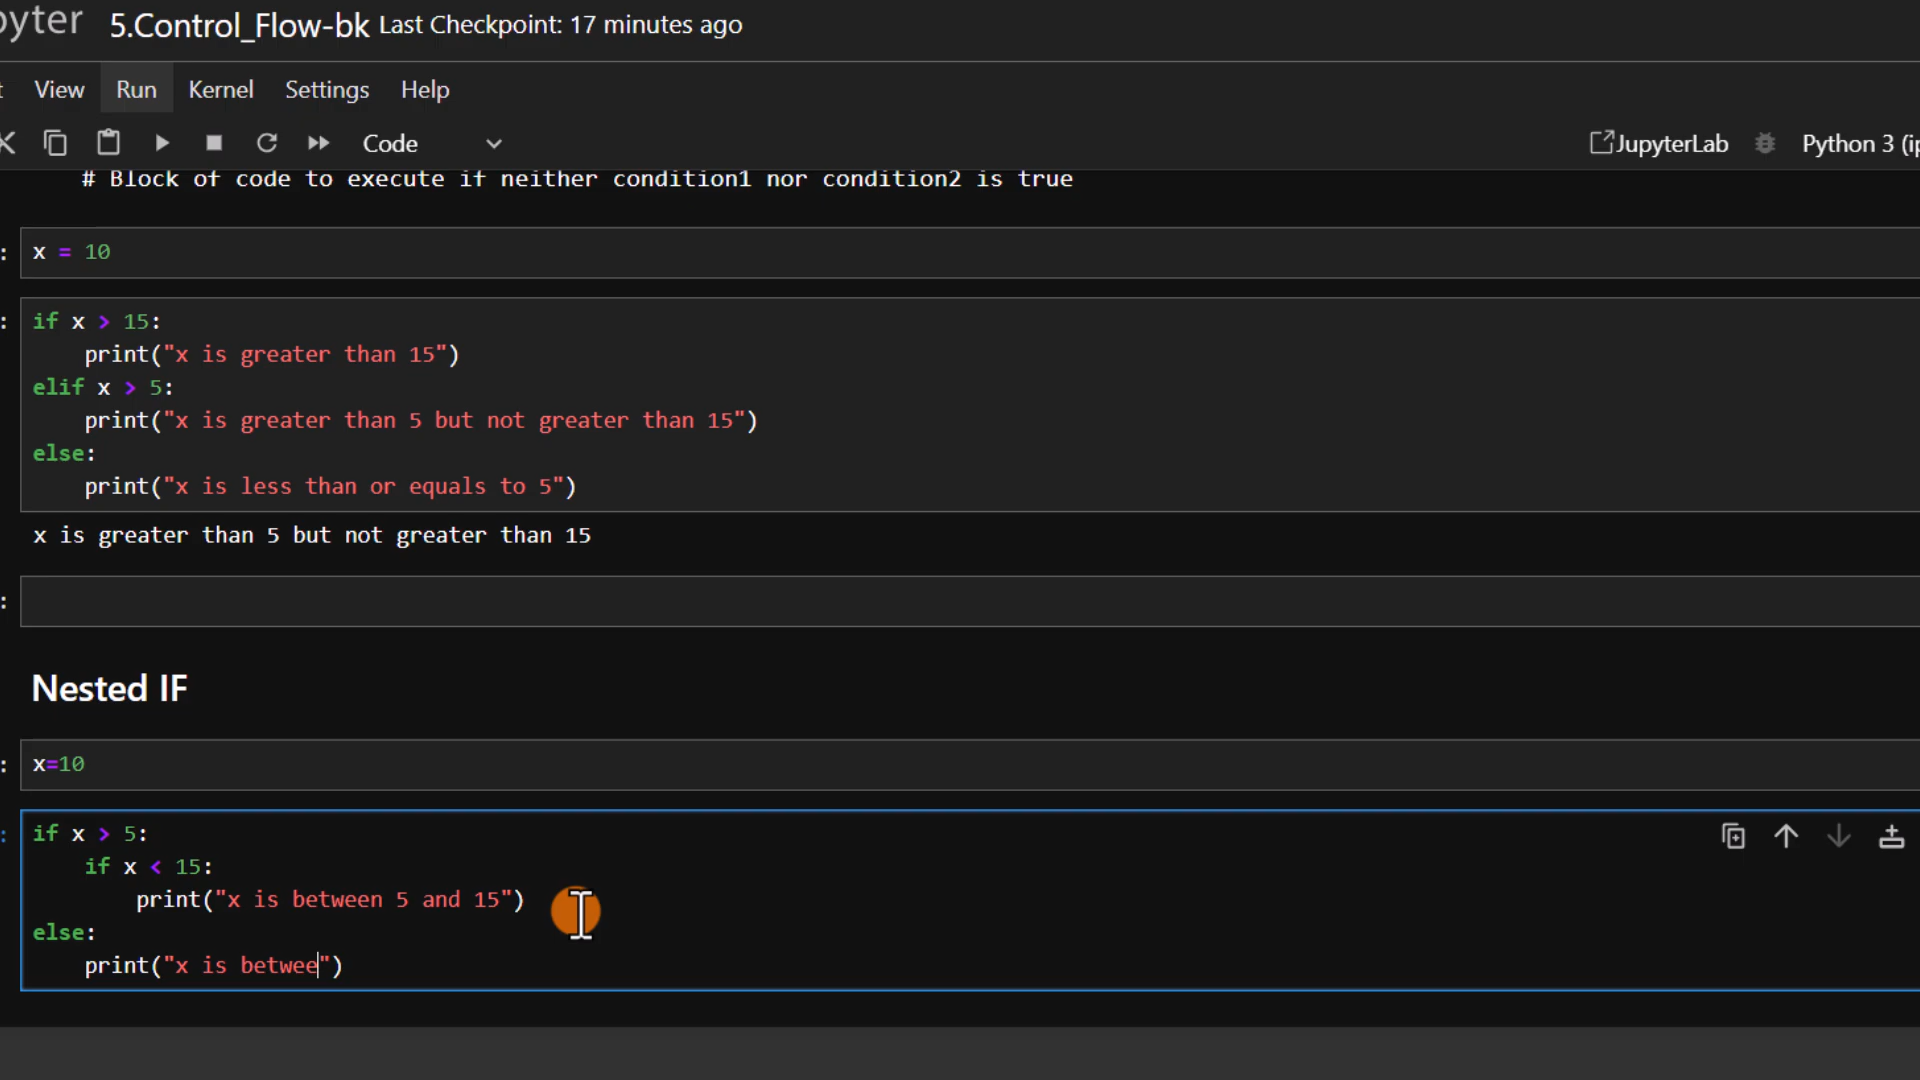 yter 5.Control_Flow-bk Last Checkpoint: 17 minutes ago
t View Run Kernel Settings Help
Code JupyterLab Python 3 (ip
# Block of code to execute if neither condition1 nor condition2 is true
: x = 10
: if x > 15:
print("x is greater than 15")
elif x > 5:
print("x is greater than 5 but not greater than 15")
else:
print("x is less than or equals to 5")
x is greater than 5 but not greater than 15
:
Nested IF
: x=10
: if x > 5:
if x < 15:
print("x is between 5 and 15")
else:
print("x is betwee")